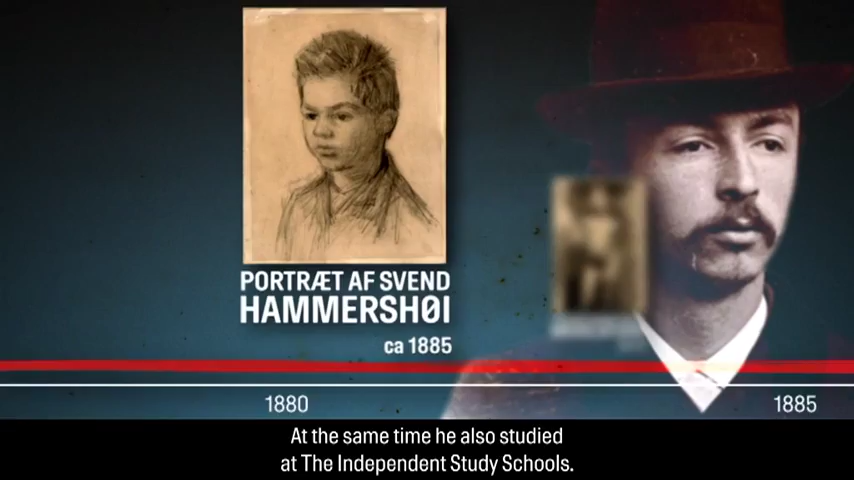 PORTRÆT AF SVEND
HAMMERSHØI
ca 1885
1880
1885
At the same time he also studied
at The Independent Study Schools.